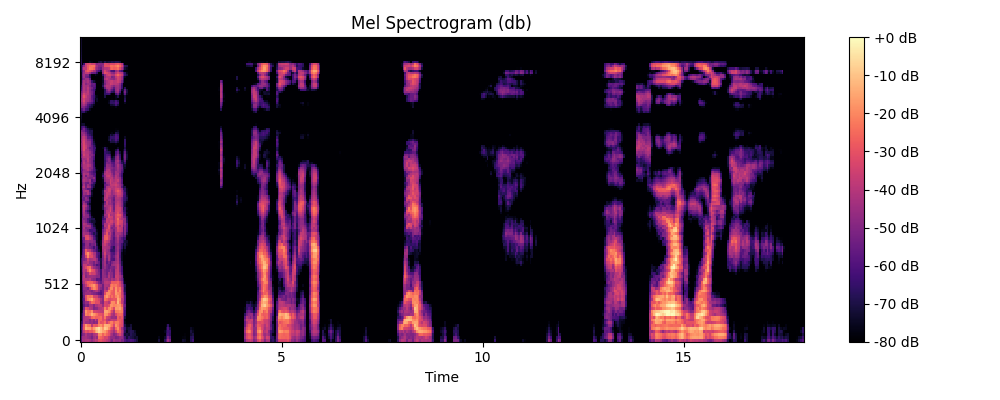 Mel Spectrogram (db)
8192
4096
2048
1024
512
0
Hz
0 5 10 15
Time
+0 dB
-10 dB
-20 dB
-30 dB
-40 dB
-50 dB
-60 dB
-70 dB
-80 dB